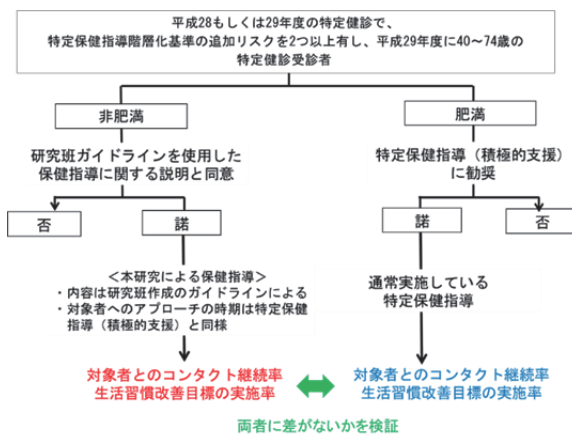 平成28もしくは29年度の特定健診で、
特定保健指導階層化基準の追加リスクを2つ以上有し、平成29年度に40〜74歳の
特定健診受診者
非肥満
肥満
研究班ガイドラインを使用した
保健指導に関する説明と同意
特定保健指導（積極的支援）
に勧奨
否
諾
諾
否
＜本研究による保健指導＞
・内容は研究班作成のガイドラインによる
・対象者へのアプローチの時期は特定保健
指導（積極的支援）と同様
通常実施している
特定保健指導
対象者とのコンタクト継続率
生活習慣改善目標の実施率
対象者とのコンタクト継続率
生活習慣改善目標の実施率
両者に差がないかを検証